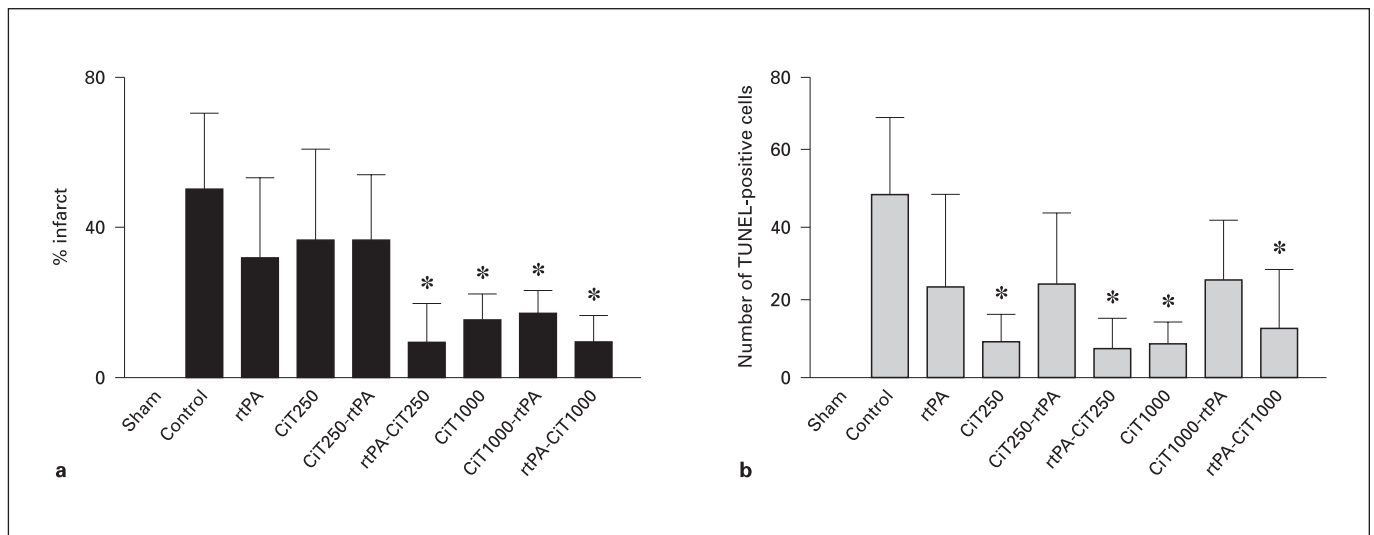 80
40
0
% infarct
*
*
*
*
Sham
Control
rtPA
CiT250
CiT250-rtPA
rtPA-CiT250
CiT1000
CiT1000-rtPA
rtPA-CiT1000
a
80
60
40
20
0
Number of TUNEL-positive cells
*
*
*
*
Sham
Control
rtPA
CiT250
CiT250-rtPA
rtPA-CiT250
CiT1000
CiT1000-rtPA
rtPA-CiT1000
b